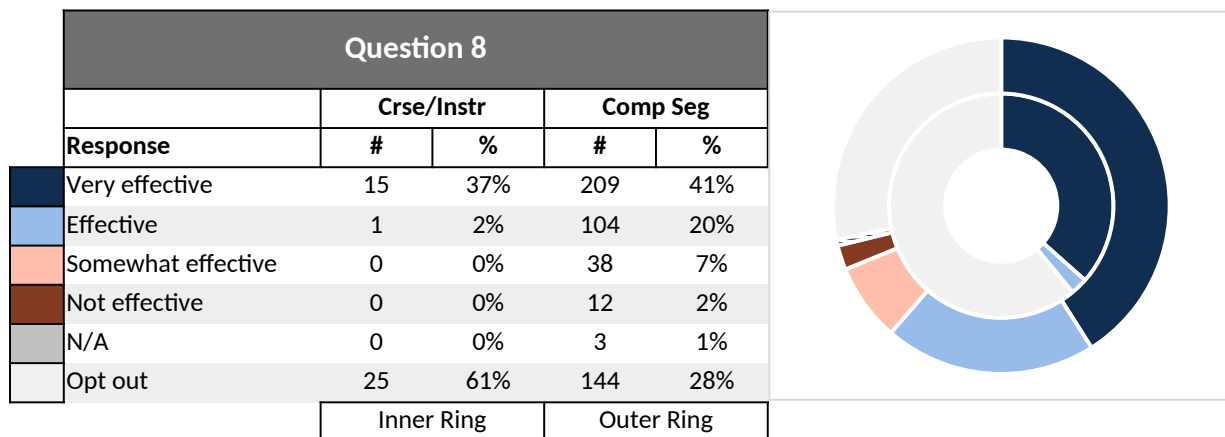 Question 8
Crse/Instr Comp Seg
Response # % # %
Very effective 15 37% 209 41%
Effective 1 2% 104 20%
Somewhat effective 0 0% 38 7%
Not effective 0 0% 12 2%
N/A 0 0% 3 1%
Opt out 25 61% 144 28%
Inner Ring Outer Ring